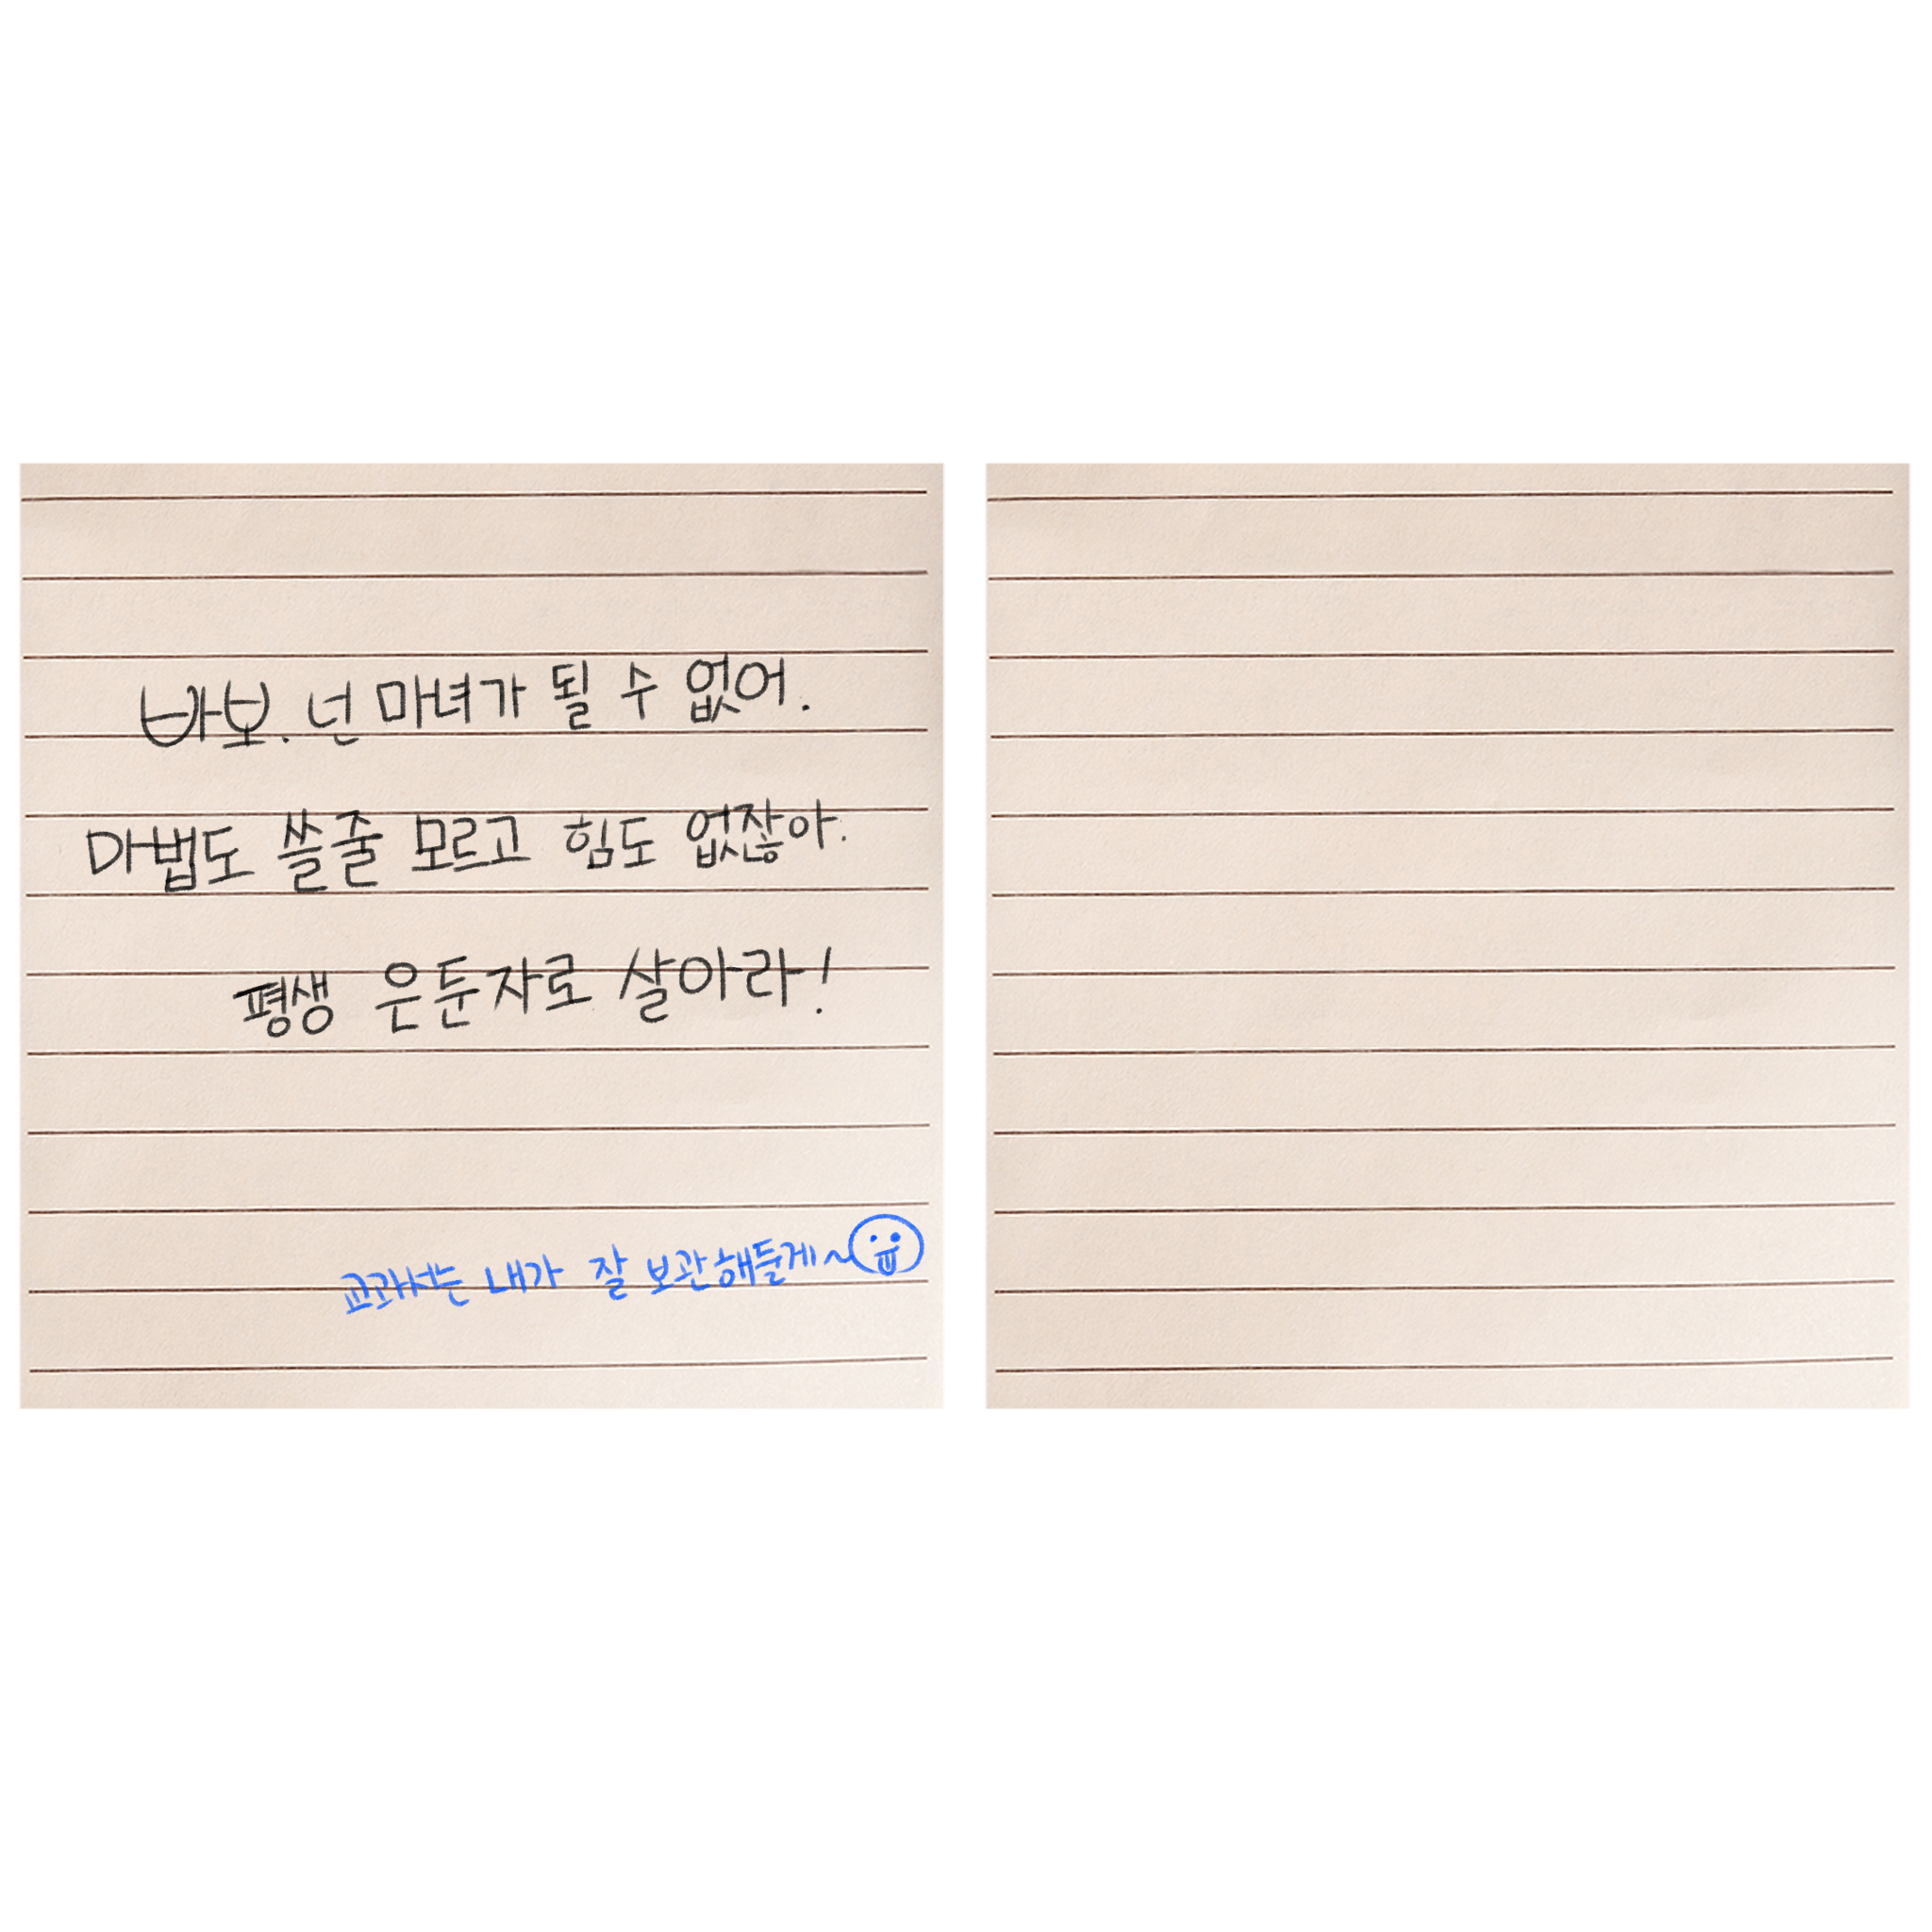 바보. 넌 마녀가 될 수 없어.
마법도 쓸줄 모르고 힘도 없잖아.
평생 은둔자로 살아라!
교과서는 내가 잘 보관해둘게~